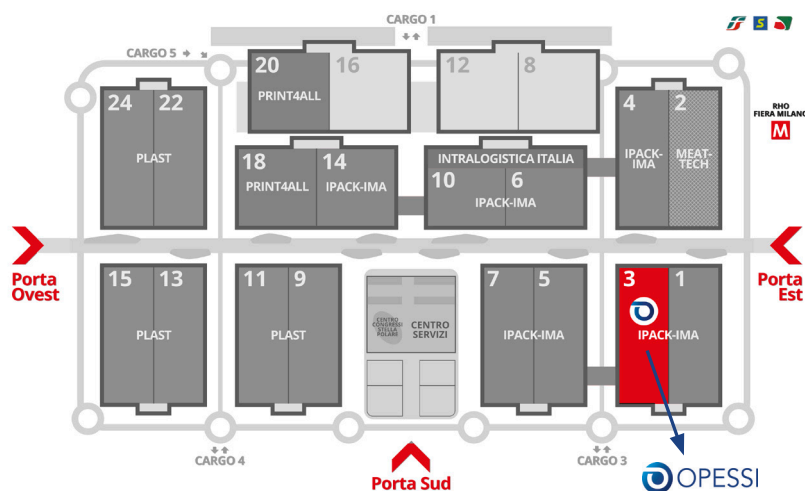 CARGO 1
CARGO 5
20
16
12
8
PRINT4ALL
24
22
PLAST
4
2
IPACK-
IMA
MEAT-
TECH
RHO
FIERA MILANO
M
S
18
14
PRINT4ALL
IPACK-IMA
INTRALOGISTICA ITALIA
10
6
IPACK-IMA
Porta
Ovest
Porta
Est
15
13
PLAST
11
9
PLAST
CENTRO
CONGRESSI
STELLA
POLARE
CENTRO
SERVIZI
7
5
IPACK-IMA
3
1
IPACK-IMA
CARGO 4
Porta Sud
CARGO 3
OPESSI